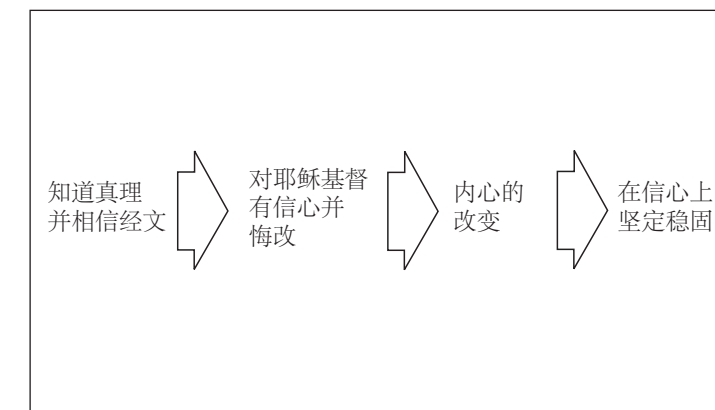 知道真理
并相信经文
对耶稣基督
有信心并
悔改
内心的
改变
在信心上
坚定稳固